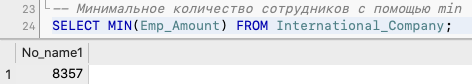 23 -- Минимальное количество сотрудников с помощью min
24 SELECT MIN(Emp_Amount) FROM International_Company;
No_name1
1 8357